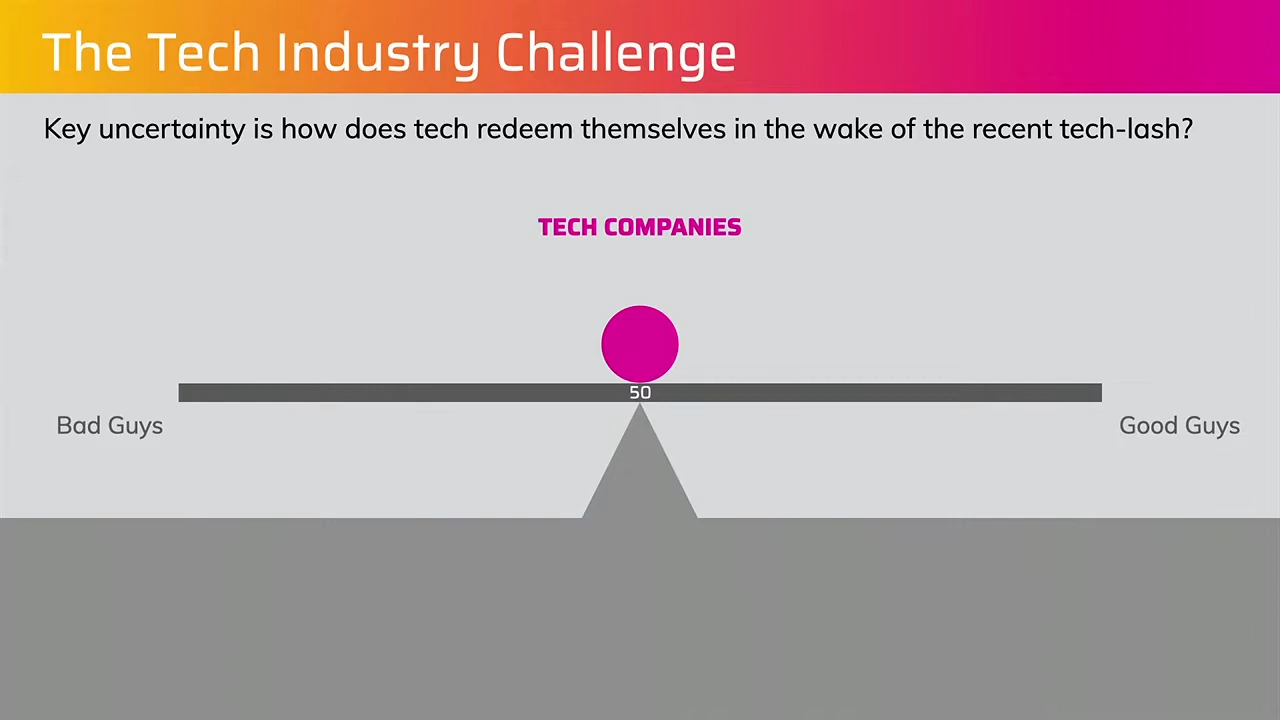 The Tech Industry Challenge
Key uncertainty is how does tech redeem themselves in the wake of the recent tech-lash?
TECH COMPANIES
50
Bad Guys
Good Guys